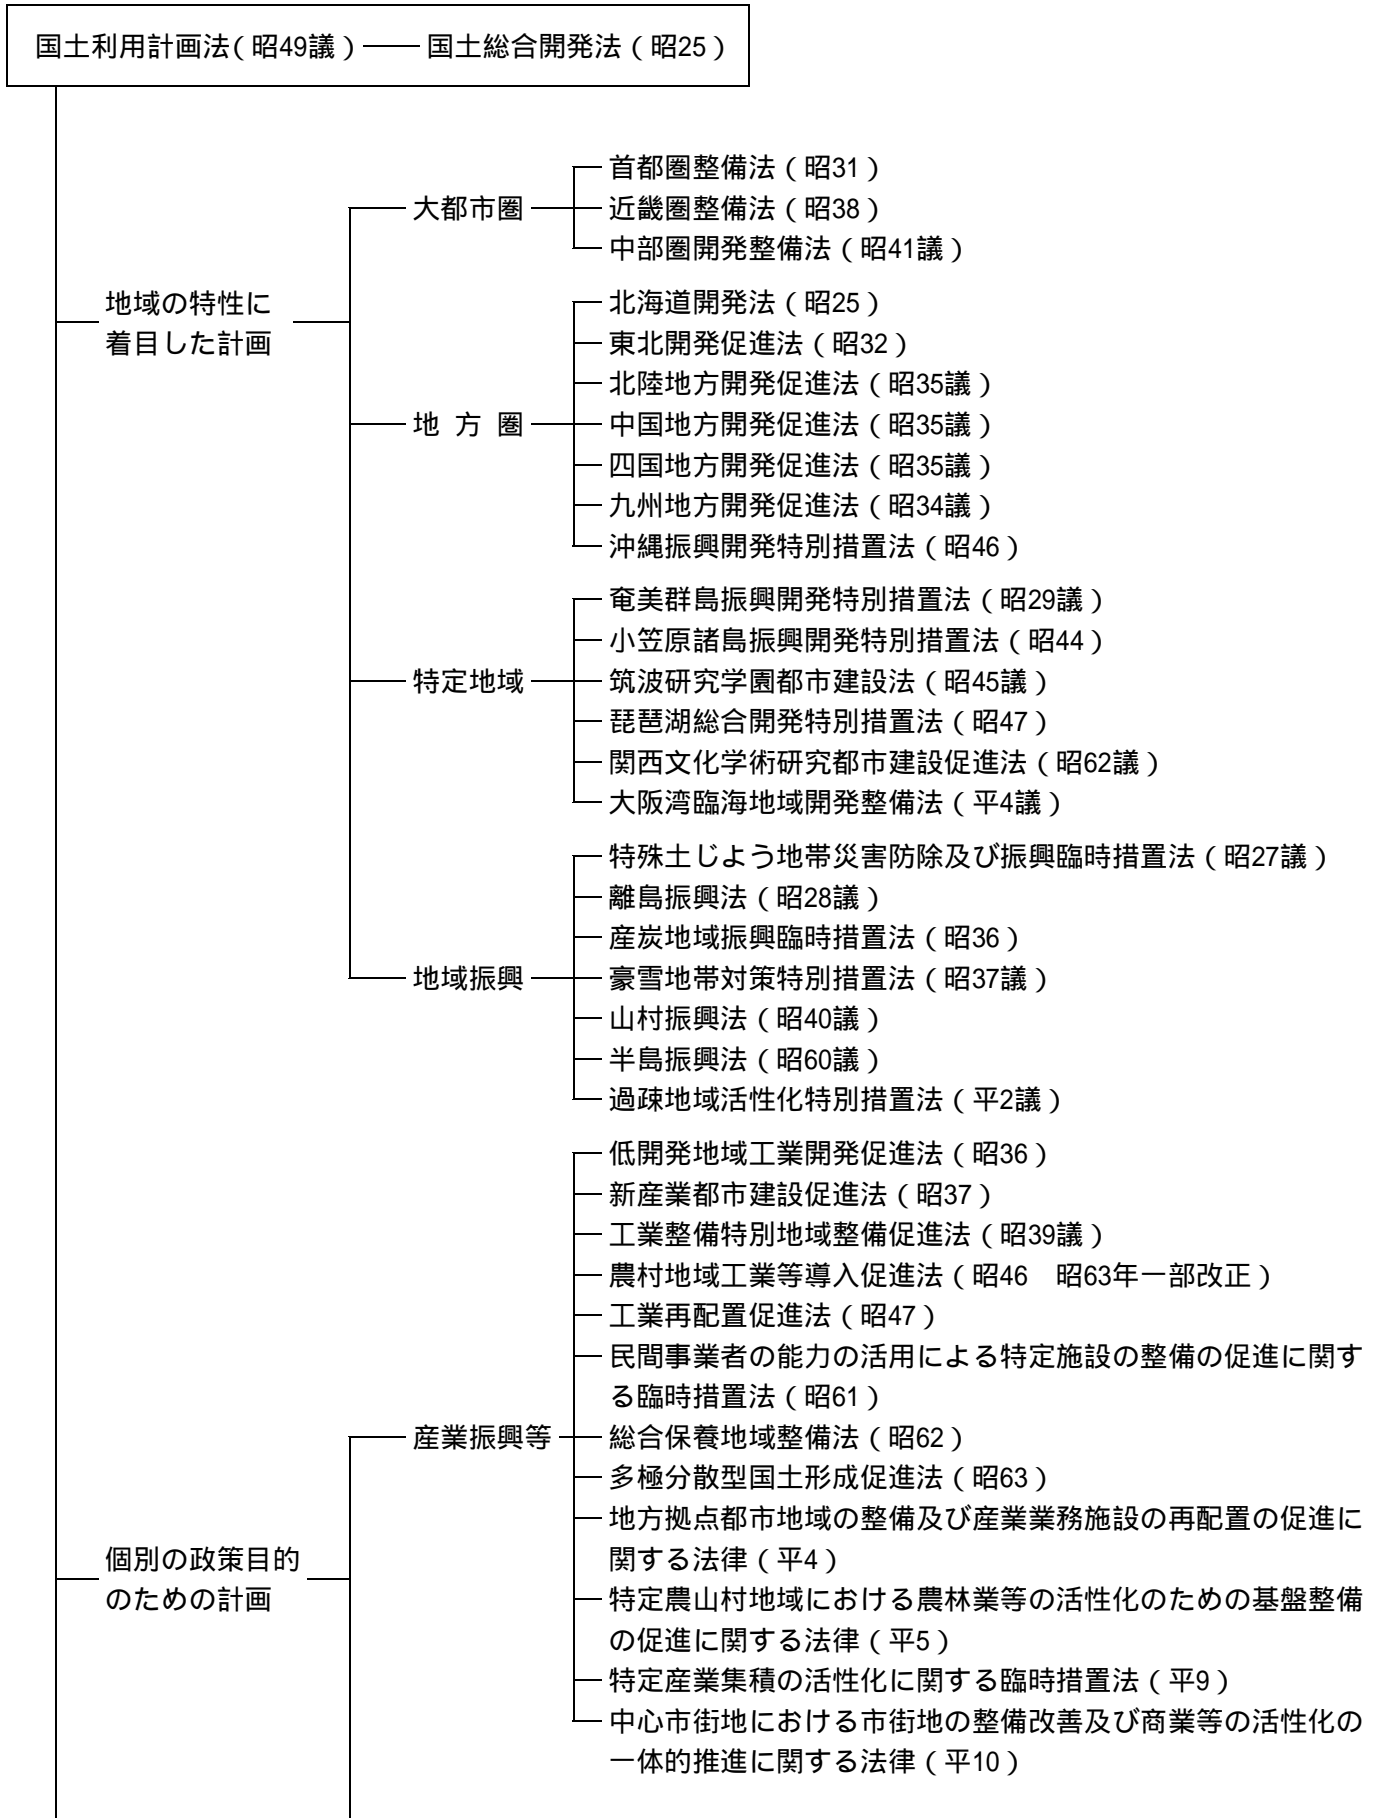 国土利用計画法(昭49議)―― 国土総合開発法(昭25)
地域の特性に
着目した計画
大都市圏
首都圏整備法(昭31)
近畿圏整備法(昭38)
中部圏開発整備法(昭41議)
地 方 圏
北海道開発法(昭25)
東北開発促進法(昭32)
北陸地方開発促進法(昭35議)
中国地方開発促進法(昭35議)
四国地方開発促進法(昭35議)
九州地方開発促進法(昭34議)
沖縄振興開発特別措置法(昭46)
特定地域
奄美群島振興開発特別措置法(昭29議)
小笠原諸島振興開発特別措置法(昭44)
筑波研究学園都市建設法(昭45議)
琵琶湖総合開発特別措置法(昭47)
関西文化学術研究都市建設促進法(昭62議)
大阪湾臨海地域開発整備法(平4議)
地域振興
特殊土じよう地帯災害防除及び振興臨時措置法(昭27議)
離島振興法(昭28議)
産炭地域振興臨時措置法(昭36)
豪雪地帯対策特別措置法(昭37議)
山村振興法(昭40議)
半島振興法(昭60議)
過疎地域活性化特別措置法(平2議)
個別の政策目的
のための計画
産業振興等
低開発地域工業開発促進法(昭36)
新産業都市建設促進法(昭37)
工業整備特別地域整備促進法(昭39議)
農村地域工業等導入促進法(昭46 昭63年一部改正)
工業再配置促進法(昭47)
民間事業者の能力の活用による特定施設の整備の促進に関す
る臨時措置法(昭61)
総合保養地域整備法(昭62)
多極分散型国土形成促進法(昭63)
地方拠点都市地域の整備及び産業業務施設の再配置の促進に
関する法律(平4)
特定農山村地域における農林業等の活性化のための基盤整備
の促進に関する法律(平5)
特定産業集積の活性化に関する臨時措置法(平9)
中心市街地における市街地の整備改善及び商業等の活性化の
一体的推進に関する法律(平10)